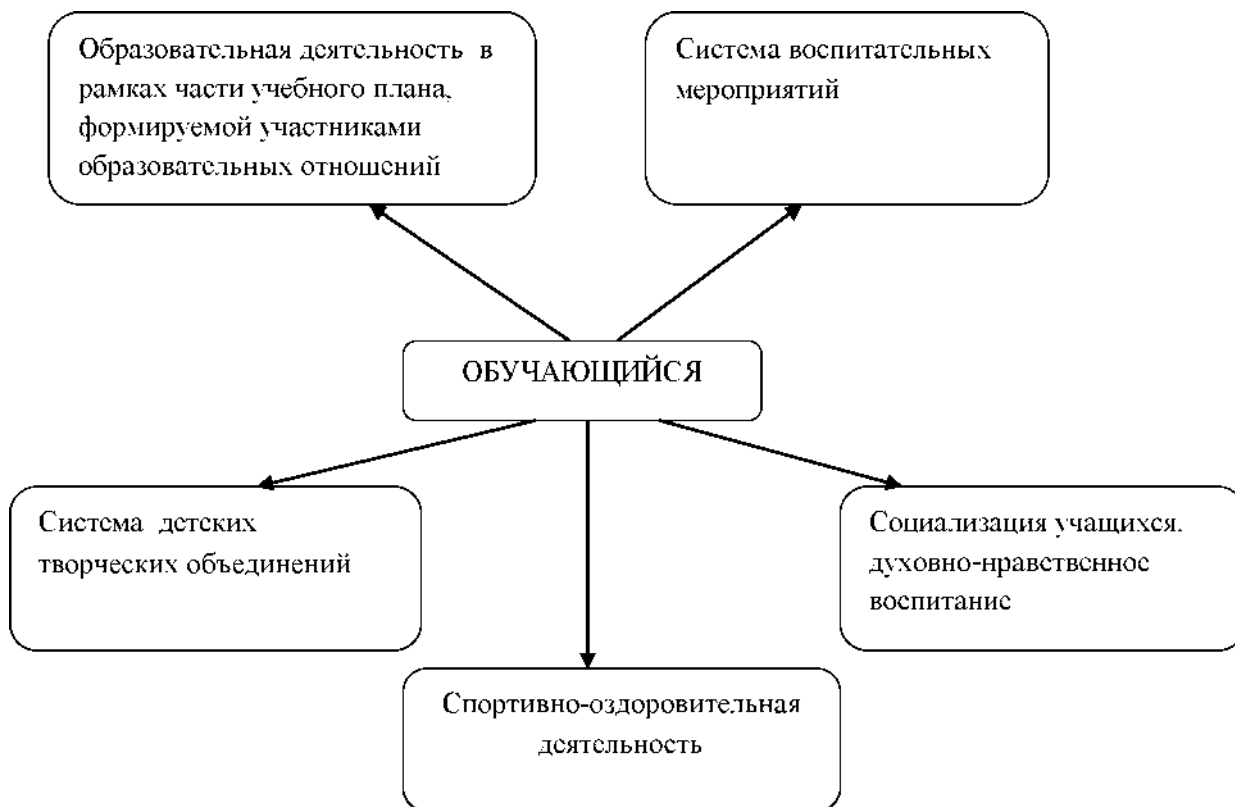 Образовательная деятельность в
рамках части учебного плана,
формируемой участниками
образовательных отношений
Система воспитательных
мероприятий
ОБУЧАЮЩИЙСЯ
Система детских
творческих объединений
Социализация учащихся.
духовно-нравственное
воспитание
Спортивно-оздоровительная
деятельность